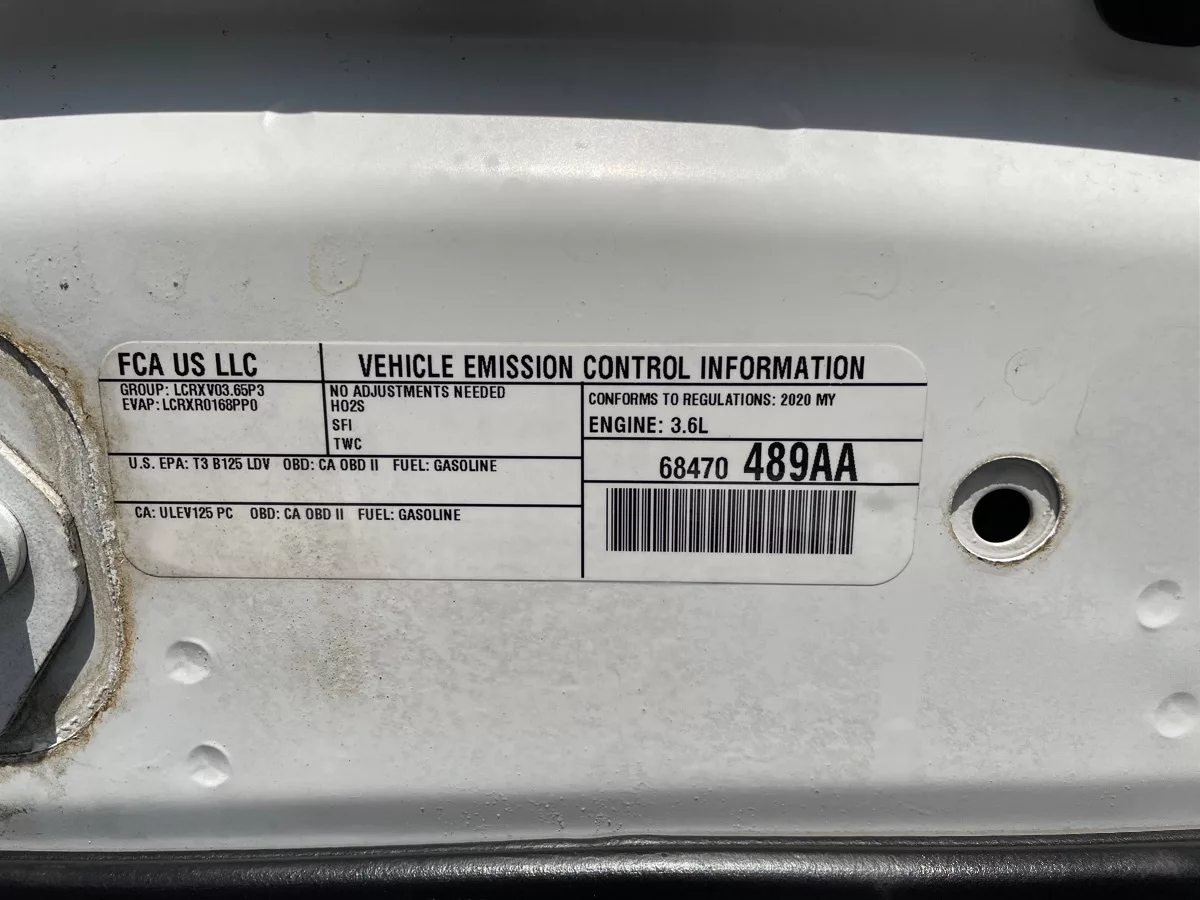 FCA US LLC
GROUP: LCRXV03.65P3
EVAP: LCRXR0168PP0
VEHICLE EMISSION CONTROL INFORMATION
NO ADJUSTMENTS NEEDED
HO2S
SFI
TWC
CONFORMS TO REGULATIONS: 2020 MY
ENGINE: 3.6L
68470 489AA
U.S. EPA: T3 B125 LDV OBD: CA OBD II FUEL: GASOLINE
CA: ULEV125 PC OBD: CA OBD II FUEL: GASOLINE